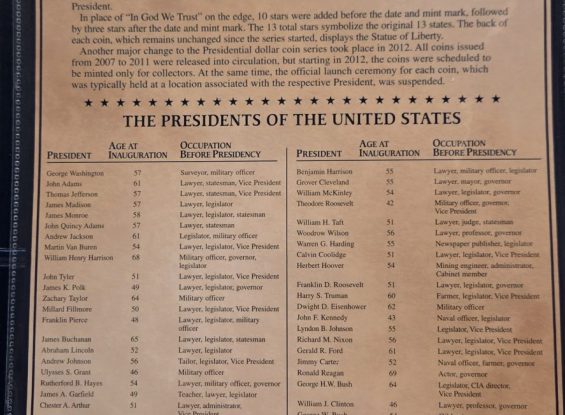 President.
In place of "In God We Trust" on the edge, 10 stars were added before the date and mint mark, followed
by three stars after the date and mint mark. The 13 total stars symbolize the original 13 states. The back of
each coin, which remains unchanged since the series started, displays the Statue of Liberty.
Another major change to the Presidential dollar coin series took place in 2012. All coins issued
from 2007 to 2011 were released into circulation, but starting in 2012, the coins were scheduled to
be minted only for collectors. At the same time, the official launch ceremony for each coin, which
was typically held at a location associated with the respective President, was suspended.
THE PRESIDENTS OF THE UNITED STATES
PRESIDENT AGE AT INAUGURATION OCCUPATION BEFORE PRESIDENCY
George Washington 57 Surveyor, military officer
John Adams 61 Lawyer, statesman, Vice President
Thomas Jefferson 57 Lawyer, statesman, Vice President
James Madison 57 Lawyer, legislator
James Monroe 58 Lawyer, legislator, statesman
John Quincy Adams 57 Lawyer, statesman
Andrew Jackson 61 Legislator, military officer
Martin Van Buren 54 Lawyer, legislator, Vice President
William Henry Harrison 68 Military officer, governor,
legislator
John Tyler 51 Lawyer, legislator, Vice President
James K. Polk 49 Lawyer, legislator, governor
Zachary Taylor 64 Military officer
Millard Fillmore 50 Lawyer, legislator, Vice President
Franklin Pierce 48 Lawyer, legislator, military
officer
James Buchanan 65 Lawyer, legislator, statesman
Abraham Lincoln 52 Lawyer, legislator
Andrew Johnson 56 Tailor, legislator, Vice President
Ulysses S. Grant 46 Military officer
Rutherford B. Hayes 54 Lawyer, military officer, governor
James A. Garfield 49 Teacher, lawyer, legislator
Chester A. Arthur 51 Lawyer, administrator,
Vice President
PRESIDENT AGE AT INAUGURATION OCCUPATION BEFORE PRESIDENCY
Benjamin Harrison 55 Lawyer, military officer, legislator
Grover Cleveland 55 Lawyer, mayor, governor
William McKinley 54 Lawyer, legislator, governor
Theodore Roosevelt 42 Military officer, governor,
Vice President
William H. Taft 51 Lawyer, judge, statesman
Woodrow Wilson 56 Lawyer, professor, governor
Warren G. Harding 55 Newspaper publisher, legislator
Calvin Coolidge 51 Lawyer, legislator, Vice President
Herbert Hoover 54 Mining engineer, administrator,
Cabinet member
Franklin D. Roosevelt 51 Lawyer, legislator, governor
Harry S. Truman 60 Farmer, legislator, Vice President
Dwight D. Eisenhower 62 Military officer
John F. Kennedy 43 Naval officer, legislator
Lyndon B. Johnson 55 Legislator, Vice President
Richard M. Nixon 56 Lawyer, legislator, Vice President
Gerald R. Ford 61 Lawyer, legislator, Vice President
Jimmy Carter 52 Naval officer, farmer, governor
Ronald Reagan 69 Actor, governor
George H.W. Bush 64 Legislator, CIA director,
Vice President
William J. Clinton 46 Lawyer, professor, governor